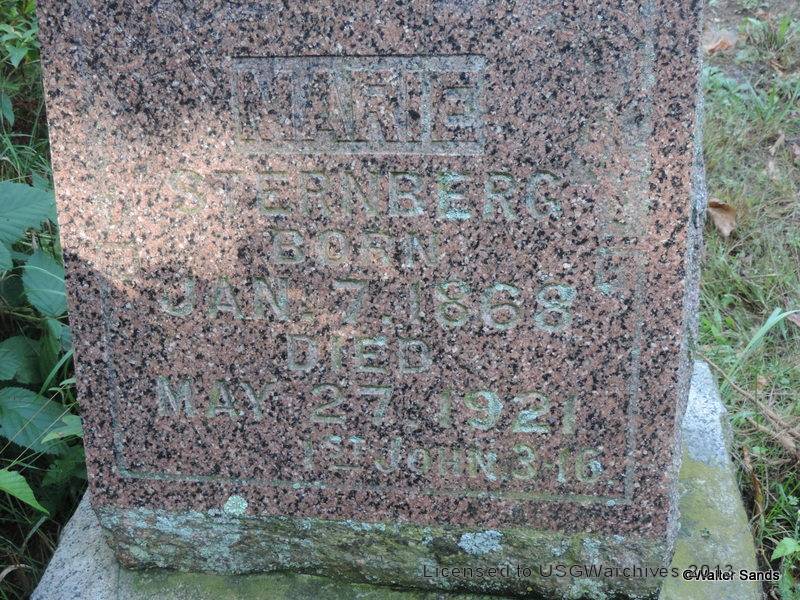 MARIE
STERNBERG
BORN
JAN. 7, 1868
DIED
MAY 27, 1921
1ST JOHN. 3-16.
Licensed to USGWarchives 2013
©Walter Sands